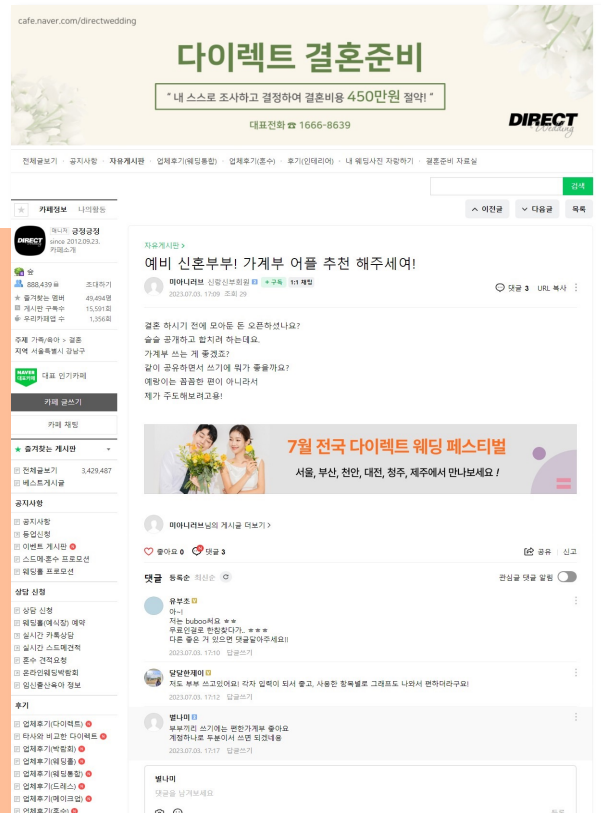 cafe.naver.com/directwedding
다이렉트 결혼준비
" 내 스스로 조사하고 결정하여 결혼비용 450만원 절약! "
대표전화 ☎ 1666-8639
DIRECT
Wedding
전체글보기 · 공지사항 · 자유게시판 · 업체후기(웨딩통합) · 업체후기(혼수) · 후기(인테리어) · 내 웨딩사진 자랑하기 · 결혼준비 자료실
검색
카페정보 나의활동
이전글 다음글 목록
DIRECT
매니저 긍정긍정
since 2012.09.23.
카페소개
숲
888,439 초대하기
즐겨찾는 멤버 49,494명
게시판 구독수 15,591회
우리카페앱 수 1,356회
주제 가족/육아 > 결혼
지역 서울특별시 강남구
NAVER
대표카페
대표 인기카페
카페 글쓰기
카페 채팅
즐겨찾는 게시판
전체글보기 3,429,487
베스트게시글
공지사항
공지사항
등업신청
이벤트 게시판
스드메·혼수 프로모션
웨딩홀 프로모션
상담 신청
상담 신청
웨딩홀(예식장) 예약
실시간 카톡상담
실시간 스드메견적
혼수 견적요청
온라인웨딩박람회
임신출산육아 정보
후기
업체후기(다이렉트)
타사와 비교한 다이렉트
업체후기(박람회)
업체후기(웨딩홀)
업체후기(웨딩통합)
업체후기(드레스)
업체후기(메이크업)
업체후기(혼수)
자유게시판 >
예비 신혼부부! 가계부 어플 추천 해주세여!
미아니러브 신랑신부회원 + 구독 1:1 채팅
2023.07.03. 17:09 조회 29
댓글 3 URL 복사
결혼 하시기 전에 모아둔 돈 오픈하셨나요?
슬슬 공개하고 합치려 하는데요.
가계부 쓰는 게 좋겠죠?
같이 공유하면서 쓰기에 뭐가 좋을까요?
예랑이는 꼼꼼한 편이 아니라서
제가 주도해보려고용!
7월 전국 다이렉트 웨딩 페스티벌
서울, 부산, 천안, 대전, 청주, 제주에서 만나보세요 !
미아니러브님의 게시글 더보기 >
좋아요 0 댓글 3
공유 신고
댓글 등록순 최신순
관심글 댓글 알림
유부초
아~!
저는 buboo써요 ㅎㅎ
무료인걸로 한참찾다가.. ㅎㅎㅎ
다른 좋은 거 있으면 댓글달아주세요!!
2023.07.03. 17:10 답글쓰기
달달한제이
저도 부부 쓰고있어요! 각자 입력이 되서 좋고, 사용한 항목별로 그래프도 나와서 편하더라구요!
2023.07.03. 17:12 답글쓰기
별나미
부부끼리 쓰기에는 편한가계부 좋아요
계정하나로 두분이서 쓰면 되겠네용
2023.07.03. 17:17 답글쓰기
별나미
댓글을 남겨보세요
등록